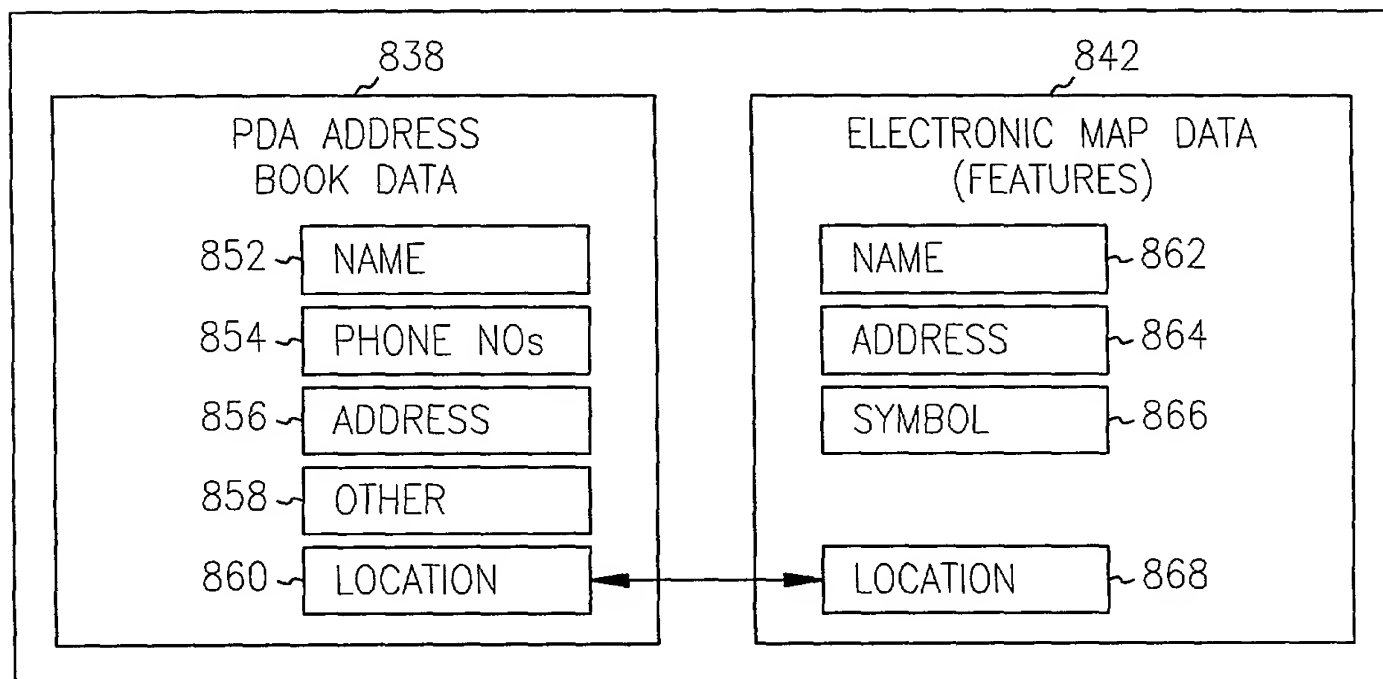 838
842
PDA ADDRESS
BOOK DATA
852 NAME
854 PHONE NOs
856 ADDRESS
858 OTHER
860 LOCATION
ELECTRONIC MAP DATA
(FEATURES)
NAME 862
ADDRESS 864
SYMBOL 866
LOCATION 868